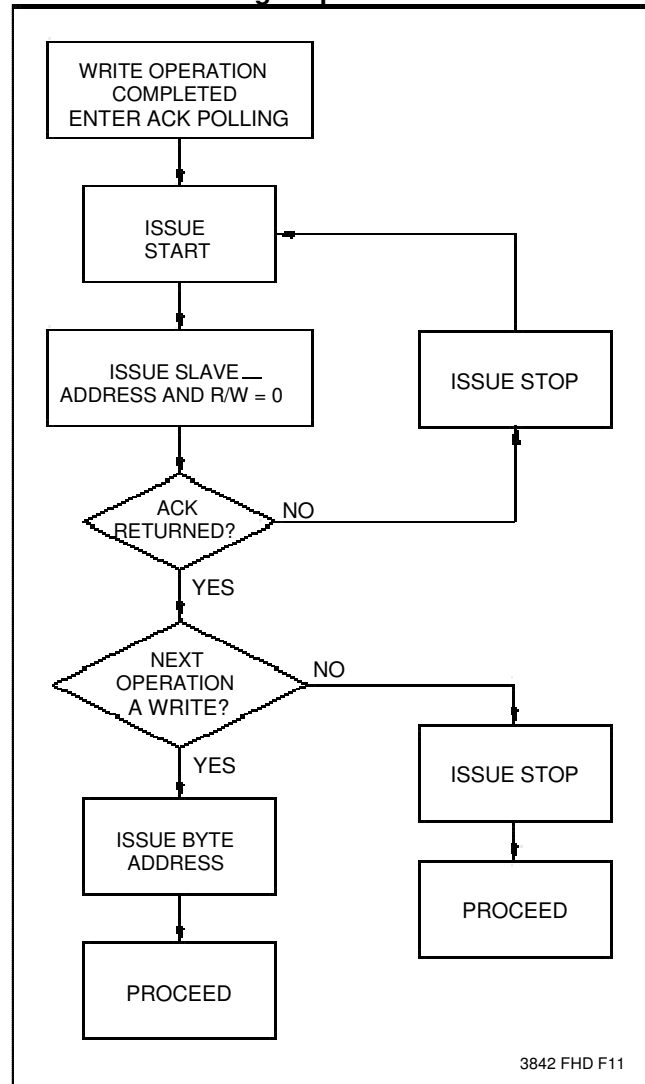 WRITE OPERATION
COMPLETED
ENTER ACK POLLING
ISSUE
START
ISSUE SLAVE
ADDRESS AND R/W = 0
ISSUE STOP
ACK
RETURNED?
NO
YES
NEXT
OPERATION
A WRITE?
NO
YES
ISSUE STOP
ISSUE BYTE
ADDRESS
PROCEED
PROCEED
3842 FHD F11